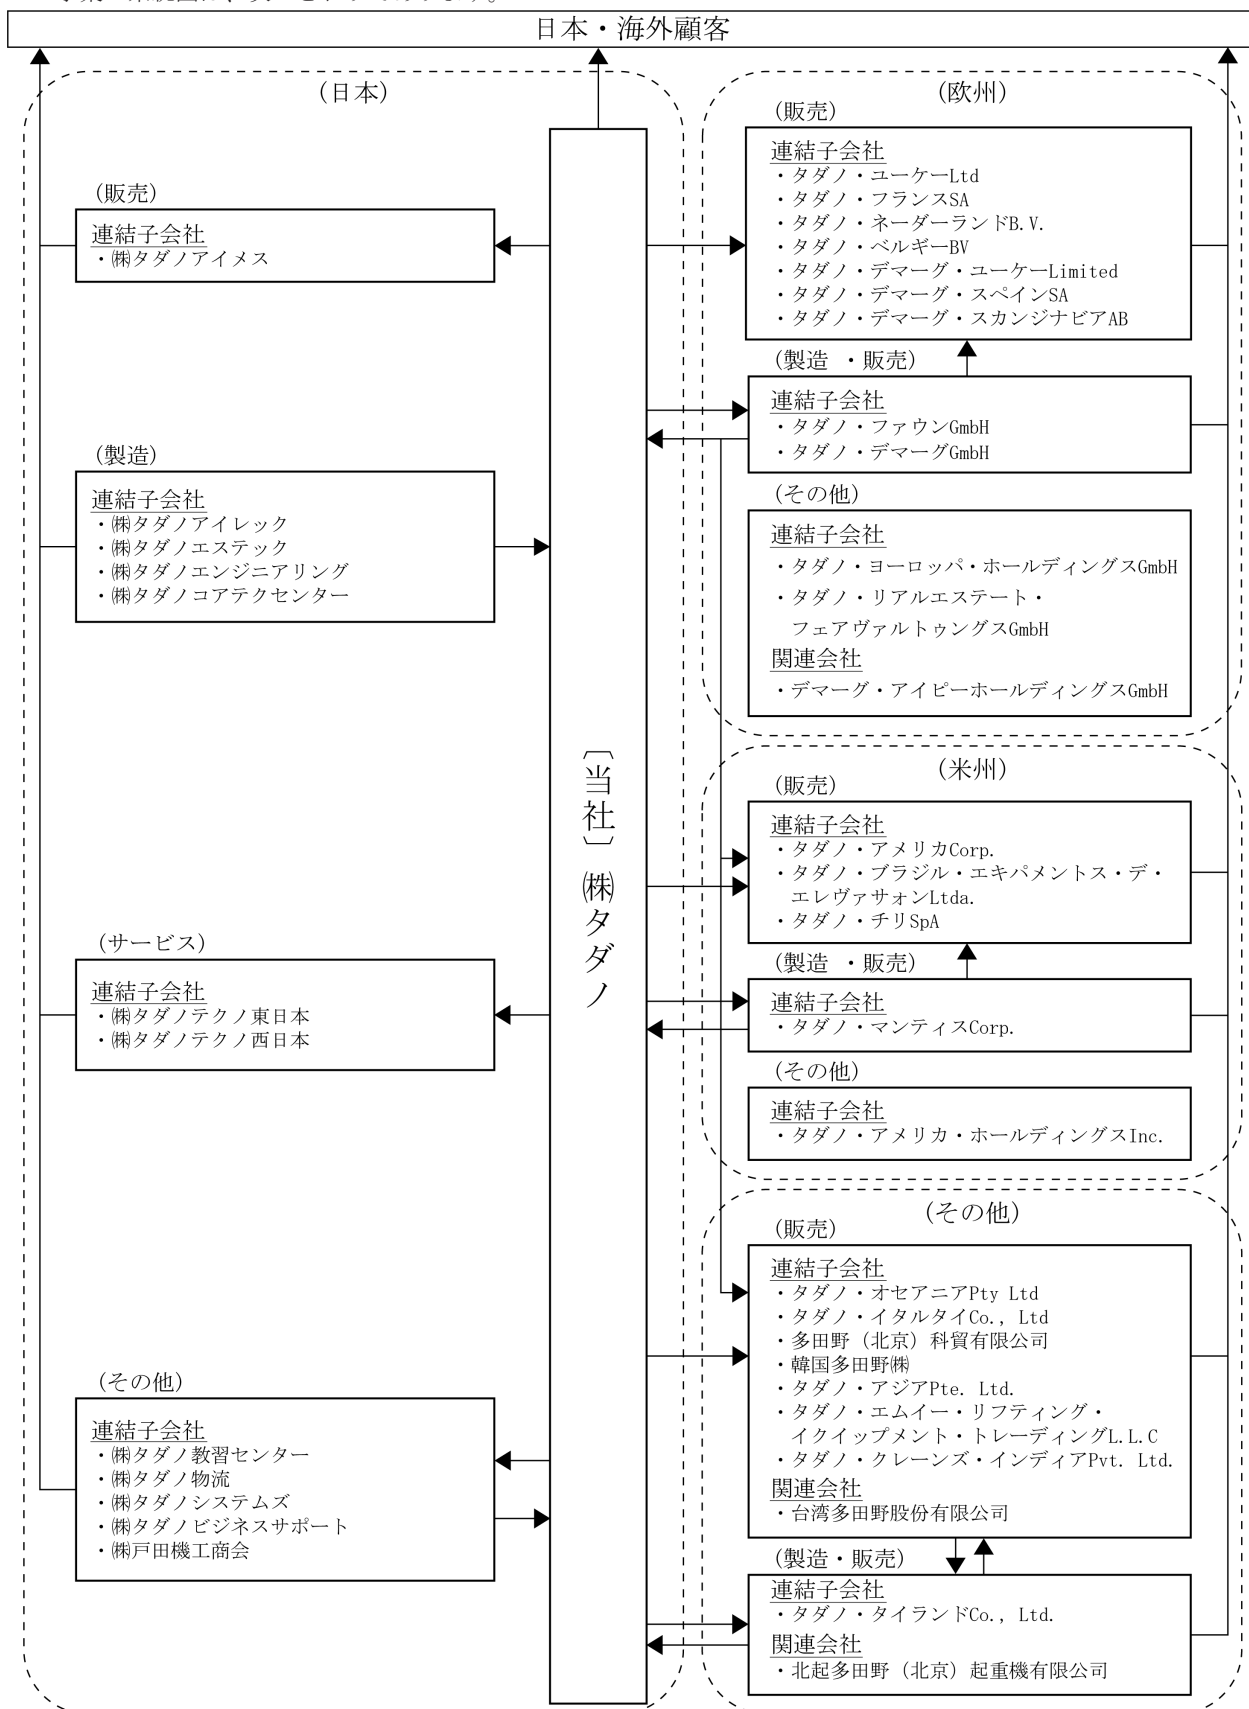 日本・海外顧客
(日本)
(販売)
連結子会社
・㈱タダノアイメス
(製造)
連結子会社
・㈱タダノアイレック
・㈱タダノエステック
・㈱タダノエンジニアリング
・㈱タダノコアテクセンター
(サービス)
連結子会社
・㈱タダノテクノ東日本
・㈱タダノテクノ西日本
(その他)
連結子会社
・㈱タダノ教習センター
・㈱タダノ物流
・㈱タダノシステムズ
・㈱タダノビジネスサポート
・㈱戸田機工商会
〔当社〕㈱タダノ
(欧州)
(販売)
連結子会社
・タダノ・ユーケーLtd
・タダノ・フランスSA
・タダノ・ネーダーランドB.V.
・タダノ・ベルギーBV
・タダノ・デマーグ・ユーケーLimited
・タダノ・デマーグ・スペインSA
・タダノ・デマーグ・スカンジナビアAB
(製造 ・販売)
連結子会社
・タダノ・ファウンGmbH
・タダノ・デマーグGmbH
(その他)
連結子会社
・タダノ・ヨーロッパ・ホールディングスGmbH
・タダノ・リアルエステート・
フェアヴァルトゥングスGmbH
関連会社
・デマーグ・アイピーホールディングスGmbH
(米州)
(販売)
連結子会社
・タダノ・アメリカCorp.
・タダノ・ブラジル・エキパメントス・デ・
エレヴァサォンLtda.
・タダノ・チリSpA
(製造 ・販売)
連結子会社
・タダノ・マンティスCorp.
(その他)
連結子会社
・タダノ・アメリカ・ホールディングスInc.
(その他)
(販売)
連結子会社
・タダノ・オセアニアPty Ltd
・タダノ・イタルタイCo., Ltd
・多田野（北京）科貿有限公司
・韓国多田野㈱
・タダノ・アジアPte. Ltd.
・タダノ・エムイー・リフティング・
イクイップメント・トレーディングL.L.C
・タダノ・クレーンズ・インディアPvt. Ltd.
関連会社
・台湾多田野股份有限公司
(製造・販売)
連結子会社
・タダノ・タイランドCo., Ltd.
関連会社
・北起多田野（北京）起重機有限公司